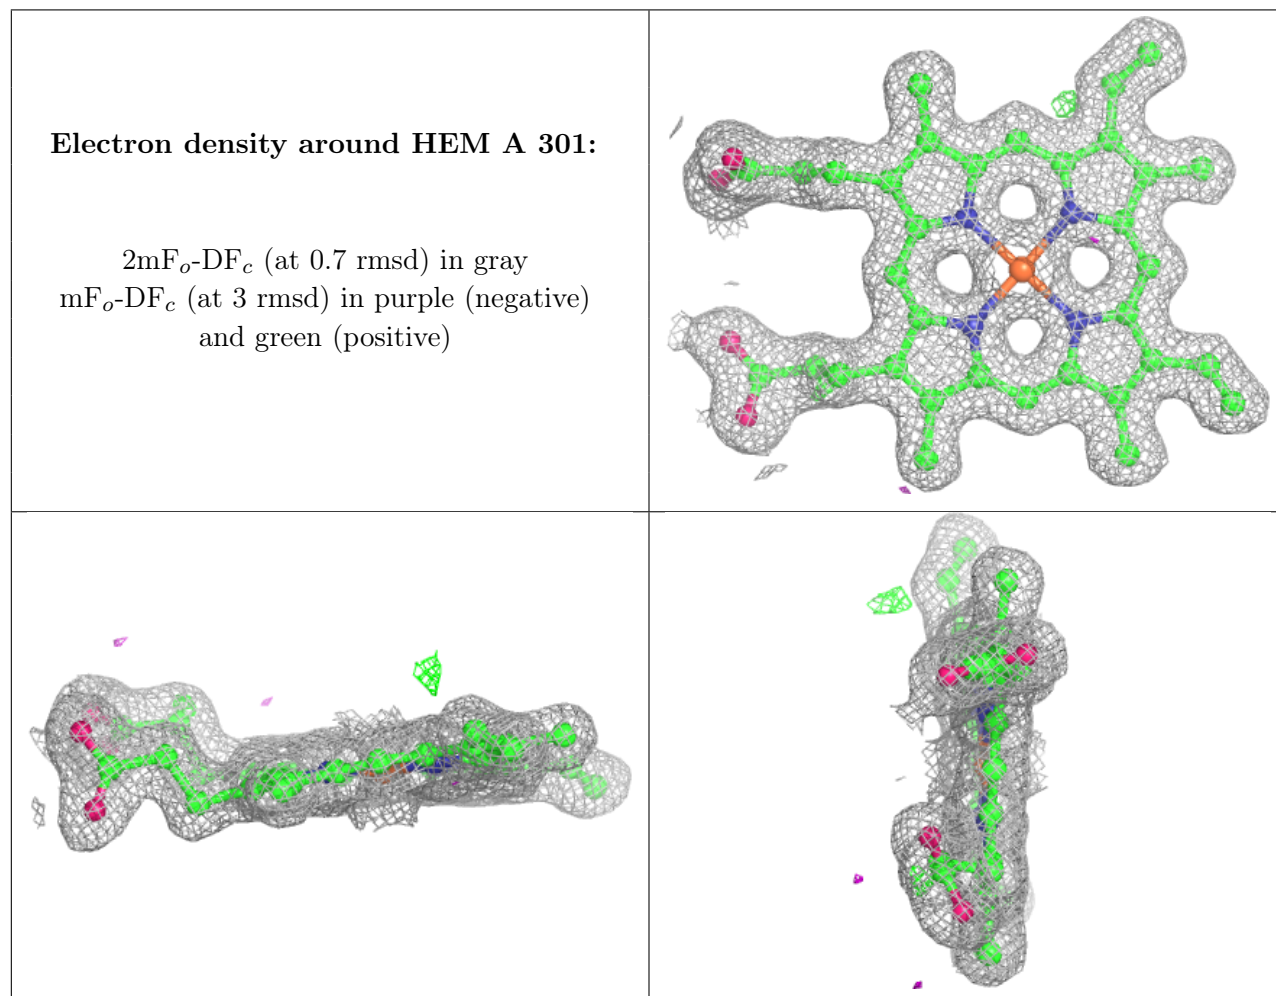 Electron density around HEM A 301:
2mFₒ-DF𝑐 (at 0.7 rmsd) in gray
mFₒ-DF𝑐 (at 3 rmsd) in purple (negative)
and green (positive)